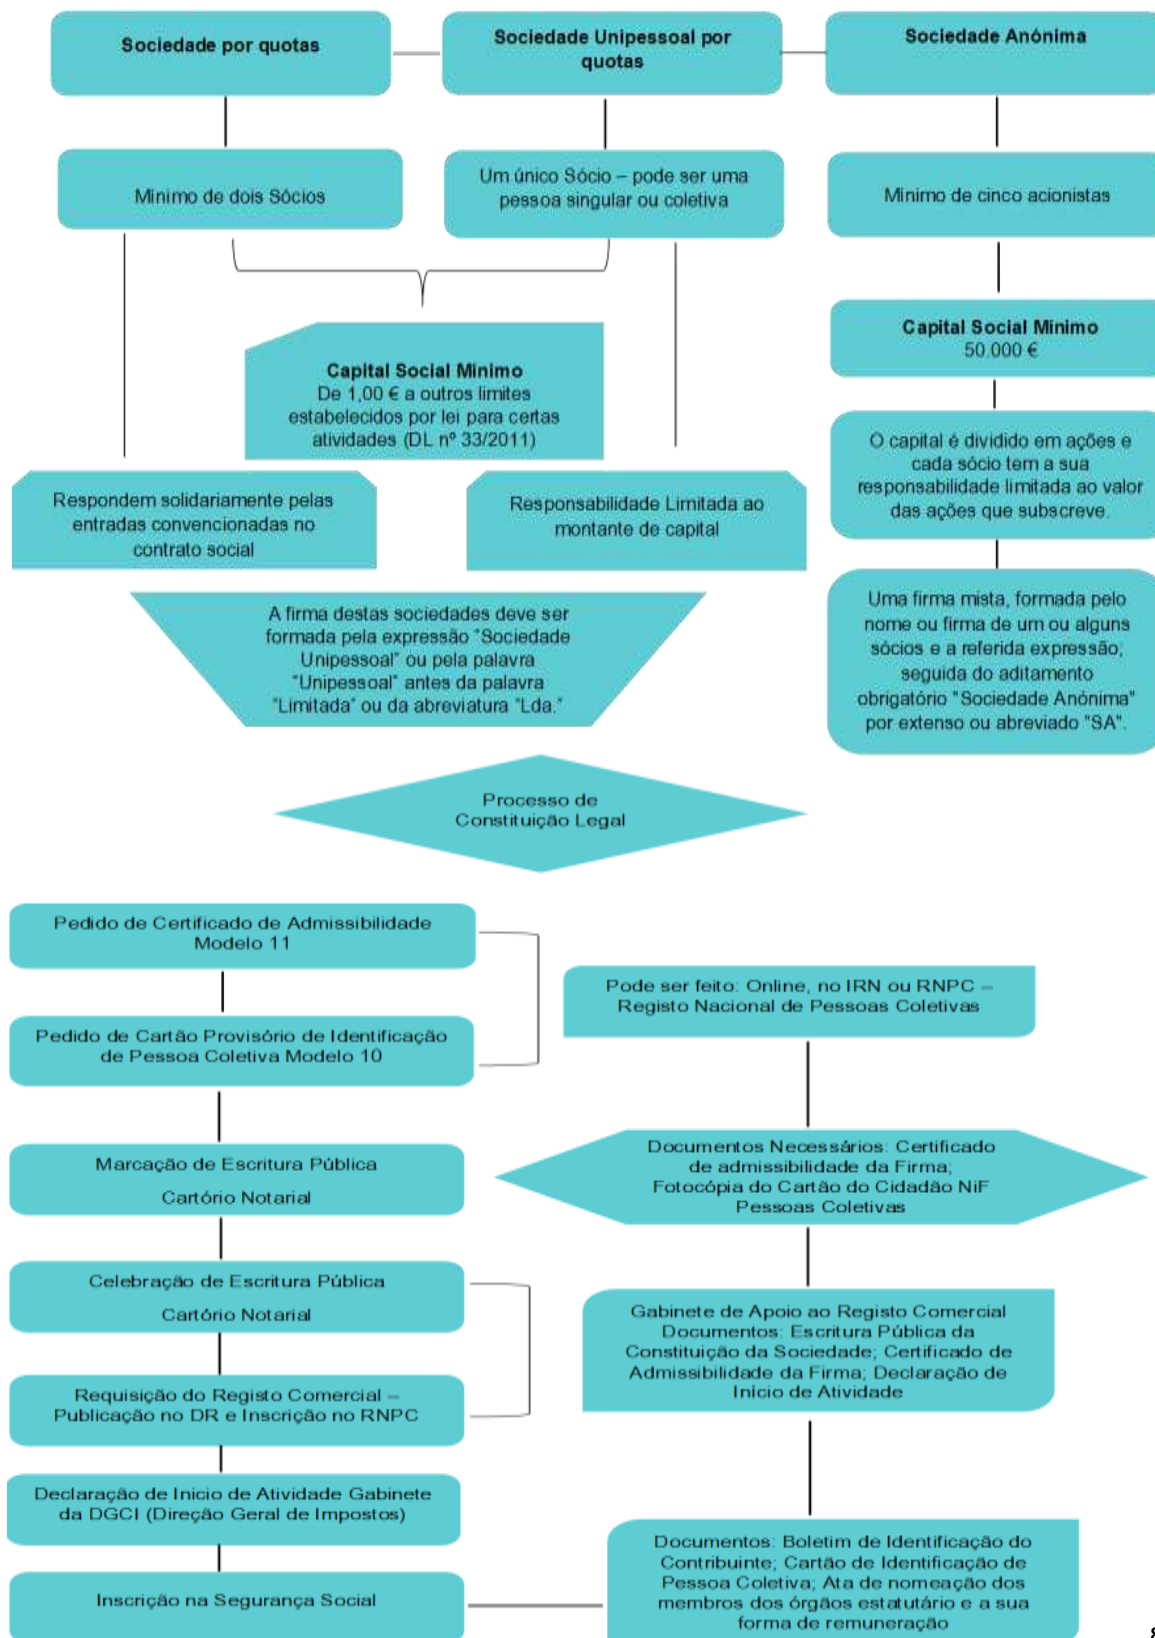 Sociedade por quotas
Sociedade Unipessoal por
quotas
Sociedade Anónima
Minimo de dois Sócios
Um único Sócio – pode ser uma
pessoa singular ou coletiva
Minimo de cinco acionistas
Capital Social Minimo
De 1,00 € a outros limites
estabelecidos por lei para certas
atividades (DL nº 33/2011)
Capital Social Minimo
50.000 €
Respondem solidariamente pelas
entradas convencionadas no
contrato social
Responsabilidade Limitada ao
montante de capital
O capital é dividido em ações e
cada sócio tem a sua
responsabilidade limitada ao valor
das ações que subscreve.
A firma destas sociedades deve ser
formada pela expressão "Sociedade
Unipessoal" ou pela palavra
"Unipessoal" antes da palavra
"Limitada" ou da abreviatura "Lda."
Uma firma mista, formada pelo
nome ou firma de um ou alguns
sócios e a referida expressão;
seguida do aditamento
obrigatório "Sociedade Anónima"
por extenso ou abreviado "SA".
Processo de
Constituição Legal
Pedido de Certificado de Admissibilidade
Modelo 11
Pedido de Cartão Provisório de Identificação
de Pessoa Coletiva Modelo 10
Pode ser feito: Online, no IRN ou RNPC –
Registo Nacional de Pessoas Coletivas
Marcação de Escritura Pública
Cartório Notarial
Documentos Necessários: Certificado
de admissibilidade da Firma;
Fotocópia do Cartão do Cidadão NiF
Pessoas Coletivas
Celebração de Escritura Pública
Cartório Notarial
Requisição do Registo Comercial –
Publicação no DR e Inscrição no RNPC
Gabinete de Apoio ao Registo Comercial
Documentos: Escritura Pública da
Constituição da Sociedade; Certificado de
Admissibilidade da Firma; Declaração de
Início de Atividade
Declaração de Inicio de Atividade Gabinete
da DGCI (Direção Geral de Impostos)
Inscrição na Segurança Social
Documentos: Boletim de Identificação do
Contribuinte; Cartão de Identificação de
Pessoa Coletiva; Ata de nomeação dos
membros dos órgãos estatutário e a sua
forma de remuneração